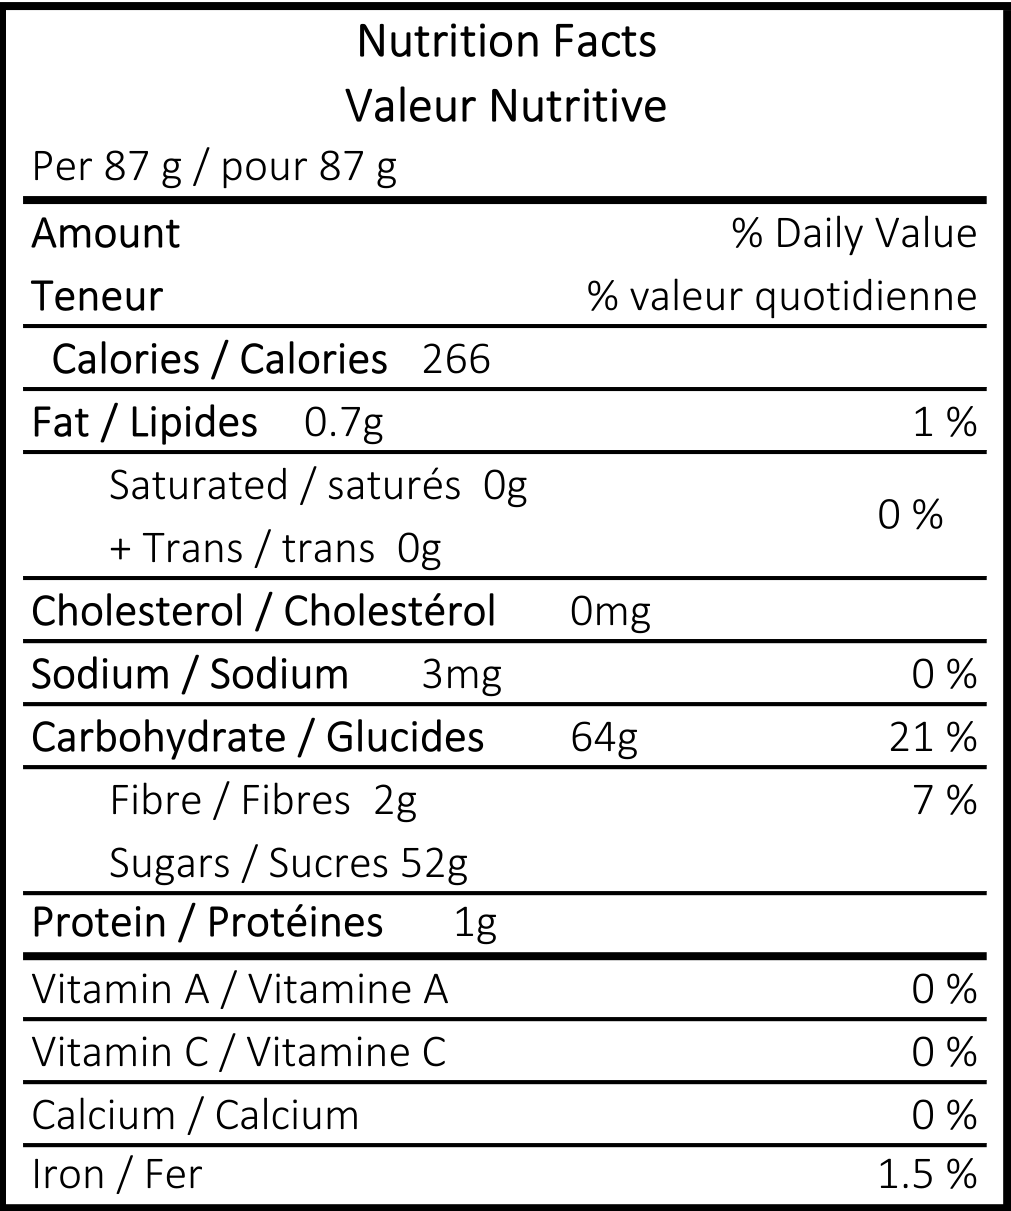 Nutrition Facts
Valeur Nutritive
Per 87 g / pour 87 g
Amount % Daily Value
Teneur % valeur quotidienne
Calories / Calories 266
Fat / Lipides 0.7g 1 %
Saturated / saturés 0g
0 %
+ Trans / trans 0g
Cholesterol / Cholestérol 0mg
Sodium / Sodium 3mg 0 %
Carbohydrate / Glucides 64g 21 %
Fibre / Fibres 2g 7 %
Sugars / Sucres 52g
Protein / Protéines 1g
Vitamin A / Vitamine A 0 %
Vitamin C / Vitamine C 0 %
Calcium / Calcium 0 %
Iron / Fer 1.5 %